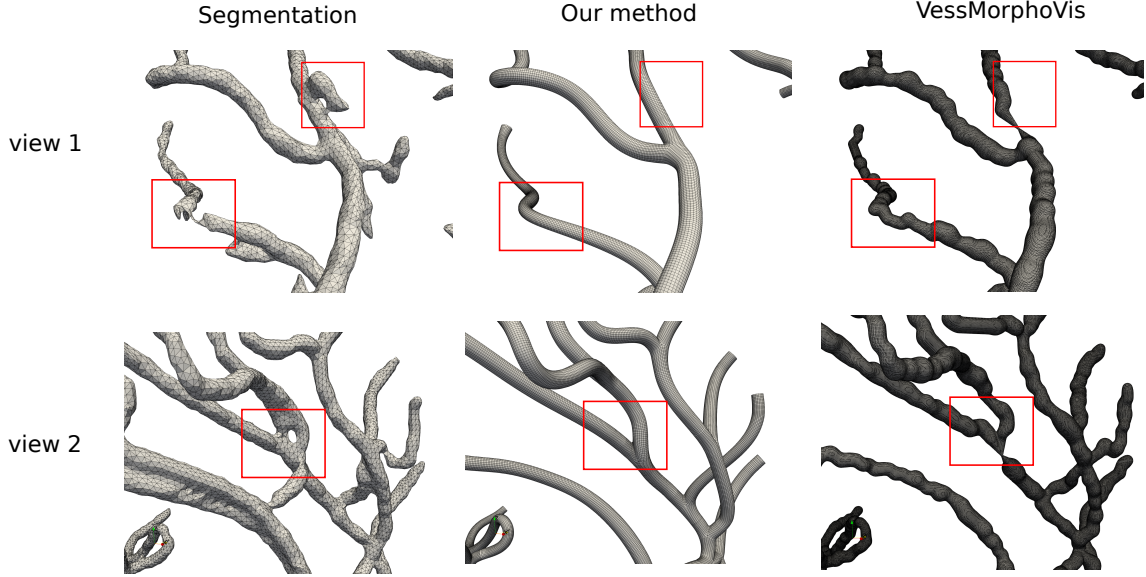 Segmentation
Our method
VessMorphoVis
view 1
view 2